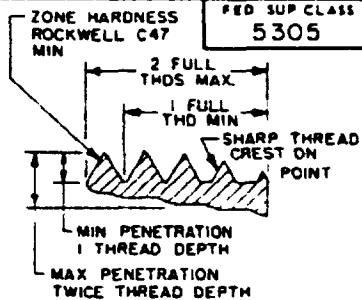 ZONE HARDNESS
ROCKWELL C47
MIN
FED SUP CLASS
5305
2 FULL
THDS MAX.
1 FULL
THD MIN
SHARP THREAD
CREST ON
POINT
MIN PENETRATION
1 THREAD DEPTH
MAX PENETRATION
TWICE THREAD DEPTH